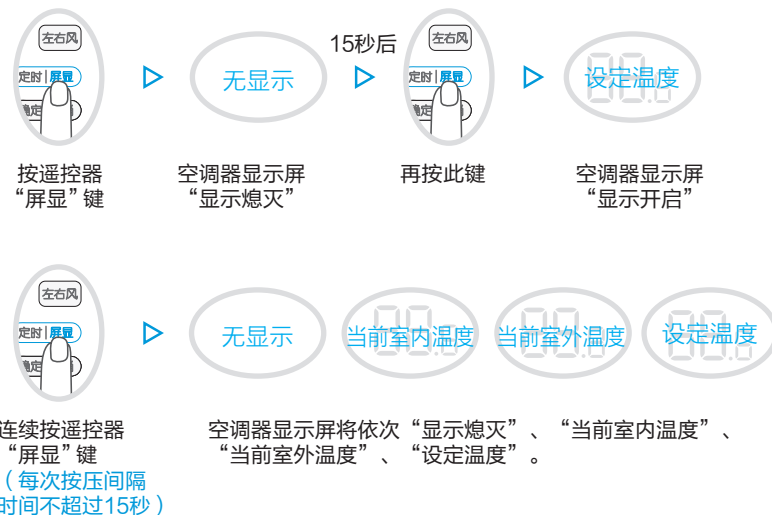 左右风
定时 | 屏显
无显示
15秒后
左右风
定时 | 屏显
设定温度
按遥控器
“屏显”键
空调器显示屏
“显示熄灭”
再按此键
空调器显示屏
“显示开启”
左右风
定时 | 屏显
无显示
当前室内温度
当前室外温度
设定温度
连续按遥控器
“屏显”键
（每次按压间隔
时间不超过15秒）
空调器显示屏将依次“显示熄灭”、“当前室内温度”、
“当前室外温度”、“设定温度”。